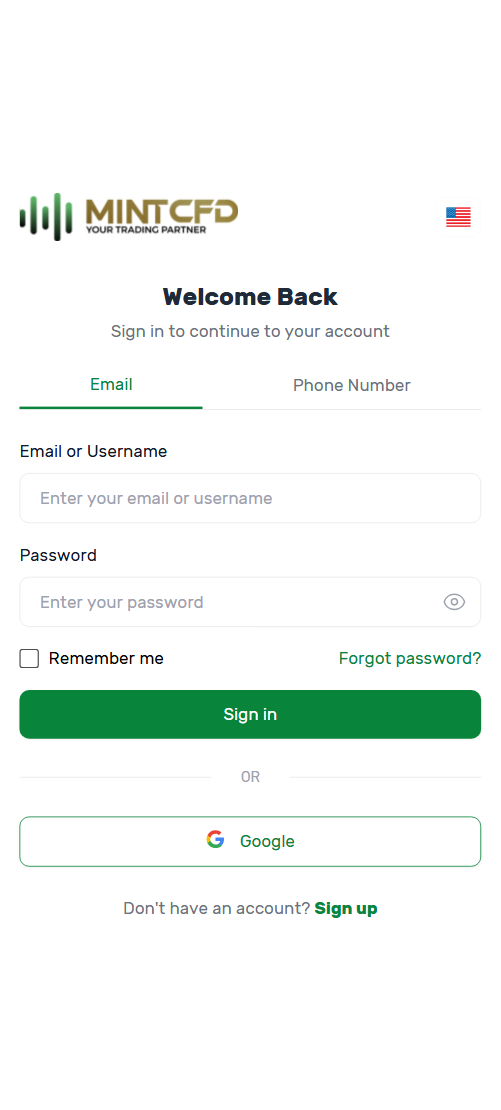 MINTCFD
YOUR TRADING PARTNER
Welcome Back
Sign in to continue to your account
Email
Phone Number
Email or Username
Enter your email or username
Password
Enter your password
Remember me
Forgot password?
Sign in
OR
Google
Don't have an account? Sign up